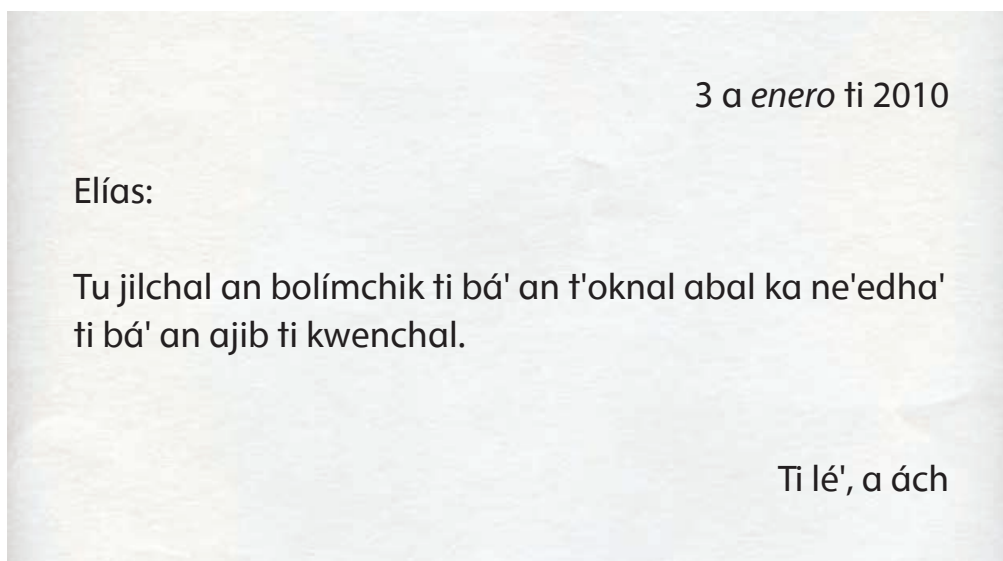 3 a enero ti 2010
Elías:
Tu jilchal an bolímchik ti bá' an t'oknal abal ka ne'edha'
ti bá' an ajib ti kwenchal.
Ti lé', a ách